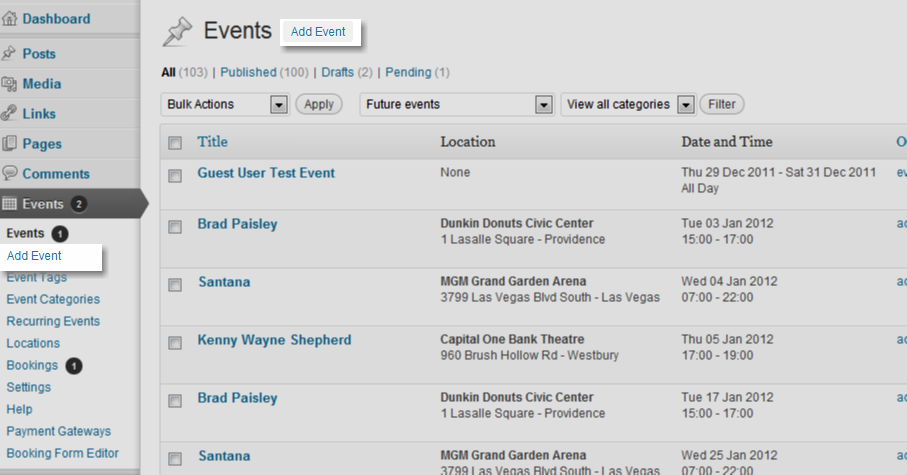 Dashboard
Posts
Media
Links
Pages
Comments
Events 2
Events 1
Add Event
Event Tags
Event Categories
Recurring Events
Locations
Bookings 1
Settings
Help
Payment Gateways
Booking Form Editor
Events Add Event
All (103) | Published (100) | Drafts (2) | Pending (1)
Bulk Actions Apply Future events View all categories Filter
Title Location Date and Time
Guest User Test Event None Thu 29 Dec 2011 - Sat 31 Dec 2011
All Day
Brad Paisley Dunkin Donuts Civic Center Tue 03 Jan 2012
1 Lasalle Square - Providence 15:00 - 17:00
Santana MGM Grand Garden Arena Wed 04 Jan 2012
3799 Las Vegas Blvd South - Las Vegas 07:00 - 22:00
Kenny Wayne Shepherd Capital One Bank Theatre Thu 05 Jan 2012
960 Brush Hollow Rd - Westbury 17:00 - 19:00
Brad Paisley Dunkin Donuts Civic Center Tue 17 Jan 2012
1 Lasalle Square - Providence 15:00 - 17:00
Santana MGM Grand Garden Arena Wed 25 Jan 2012
3799 Las Vegas Blvd South - Las Vegas 07:00 - 22:00